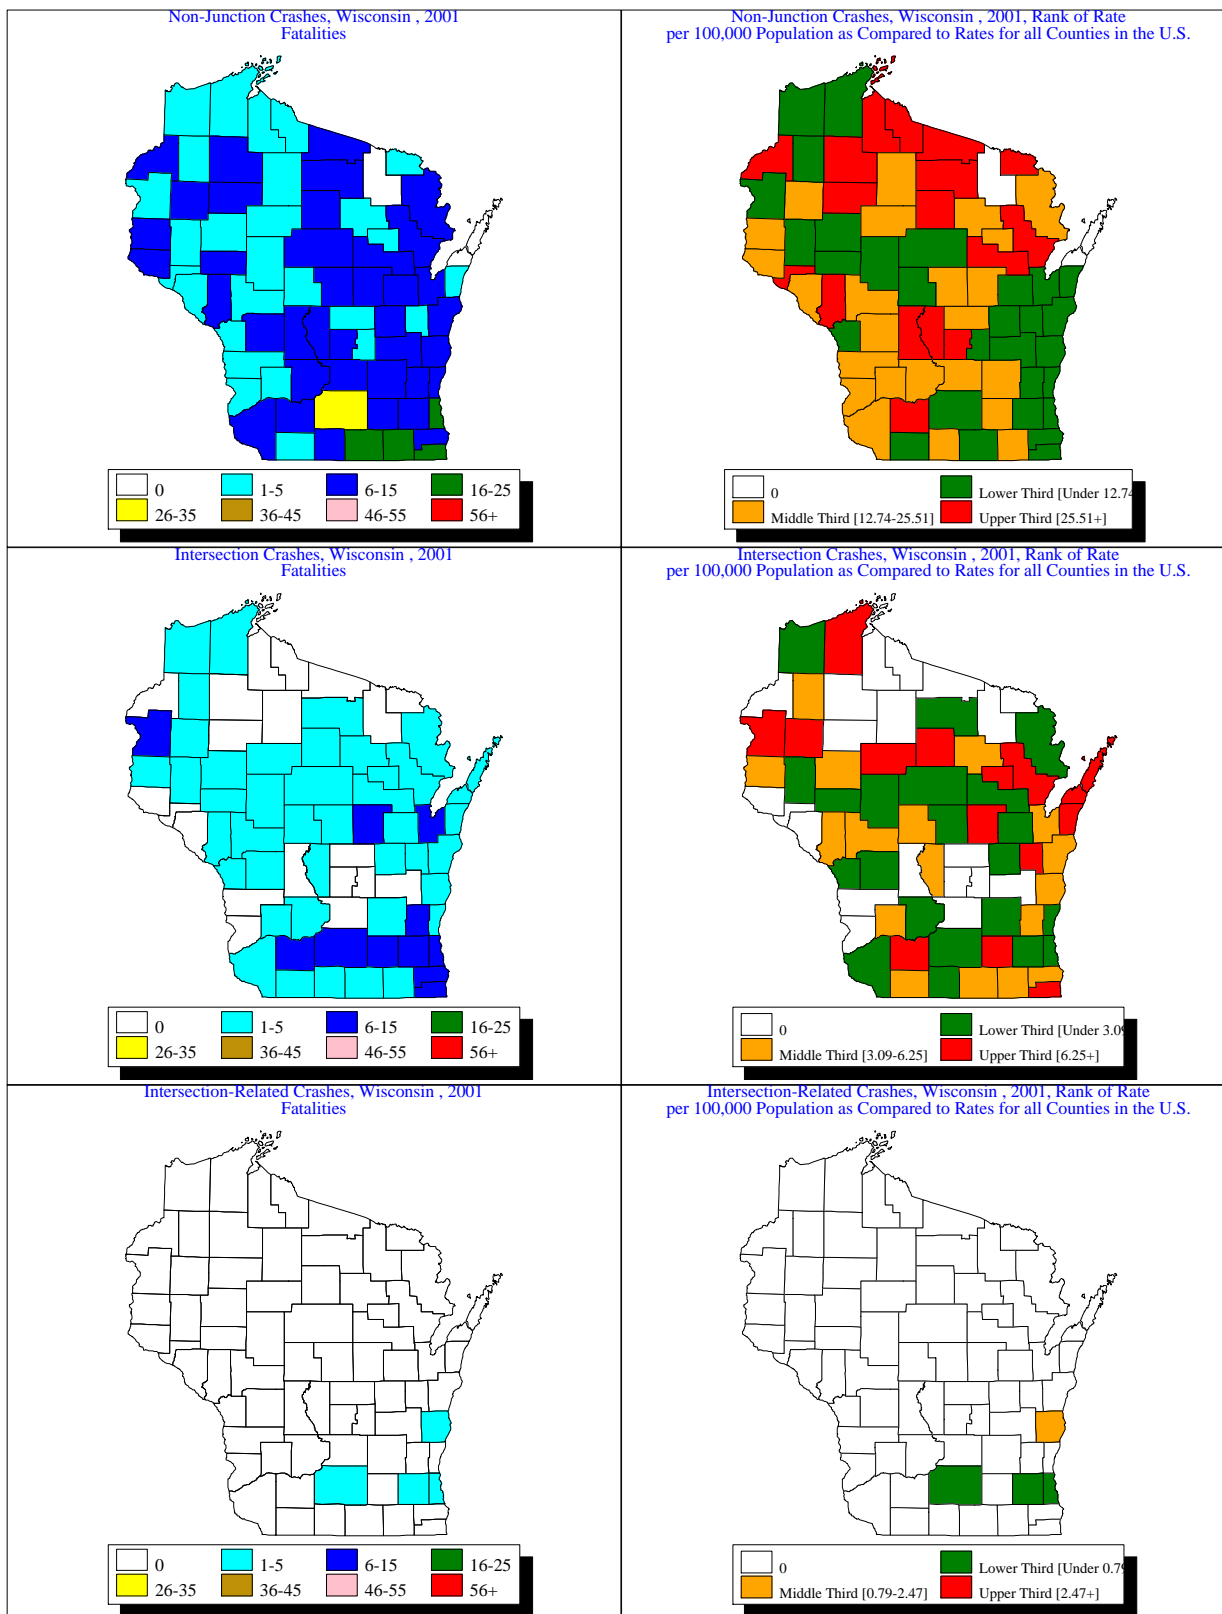 Non-Junction Crashes, Wisconsin , 2001
Fatalities
0 1-5 6-15 16-25
26-35 36-45 46-55 56+
Non-Junction Crashes, Wisconsin , 2001, Rank of Rate
per 100,000 Population as Compared to Rates for all Counties in the U.S.
0 Lower Third [Under 12.74
Middle Third [12.74-25.51] Upper Third [25.51+]
Intersection Crashes, Wisconsin , 2001
Fatalities
0 1-5 6-15 16-25
26-35 36-45 46-55 56+
Intersection Crashes, Wisconsin , 2001, Rank of Rate
per 100,000 Population as Compared to Rates for all Counties in the U.S.
0 Lower Third [Under 3.09
Middle Third [3.09-6.25] Upper Third [6.25+]
Intersection-Related Crashes, Wisconsin , 2001
Fatalities
0 1-5 6-15 16-25
26-35 36-45 46-55 56+
Intersection-Related Crashes, Wisconsin , 2001, Rank of Rate
per 100,000 Population as Compared to Rates for all Counties in the U.S.
0 Lower Third [Under 0.79
Middle Third [0.79-2.47] Upper Third [2.47+]